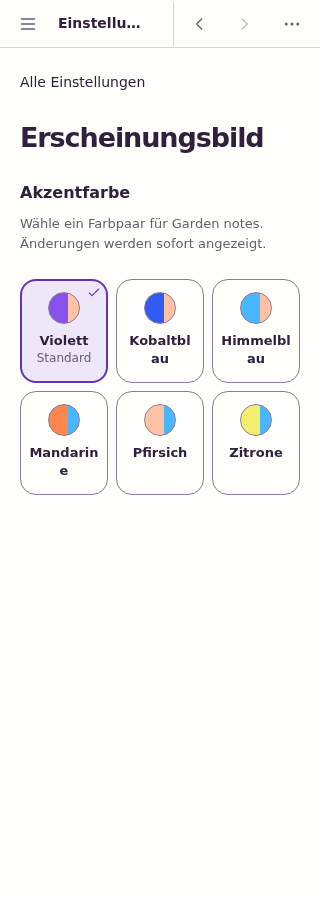 Einstellu…
Alle Einstellungen
Erscheinungsbild
Akzentfarbe
Wähle ein Farbpaar für Garden notes.
Änderungen werden sofort angezeigt.
Violett
Standard
Kobaltbl
au
Himmelbl
au
Mandarin
e
Pfirsich
Zitrone